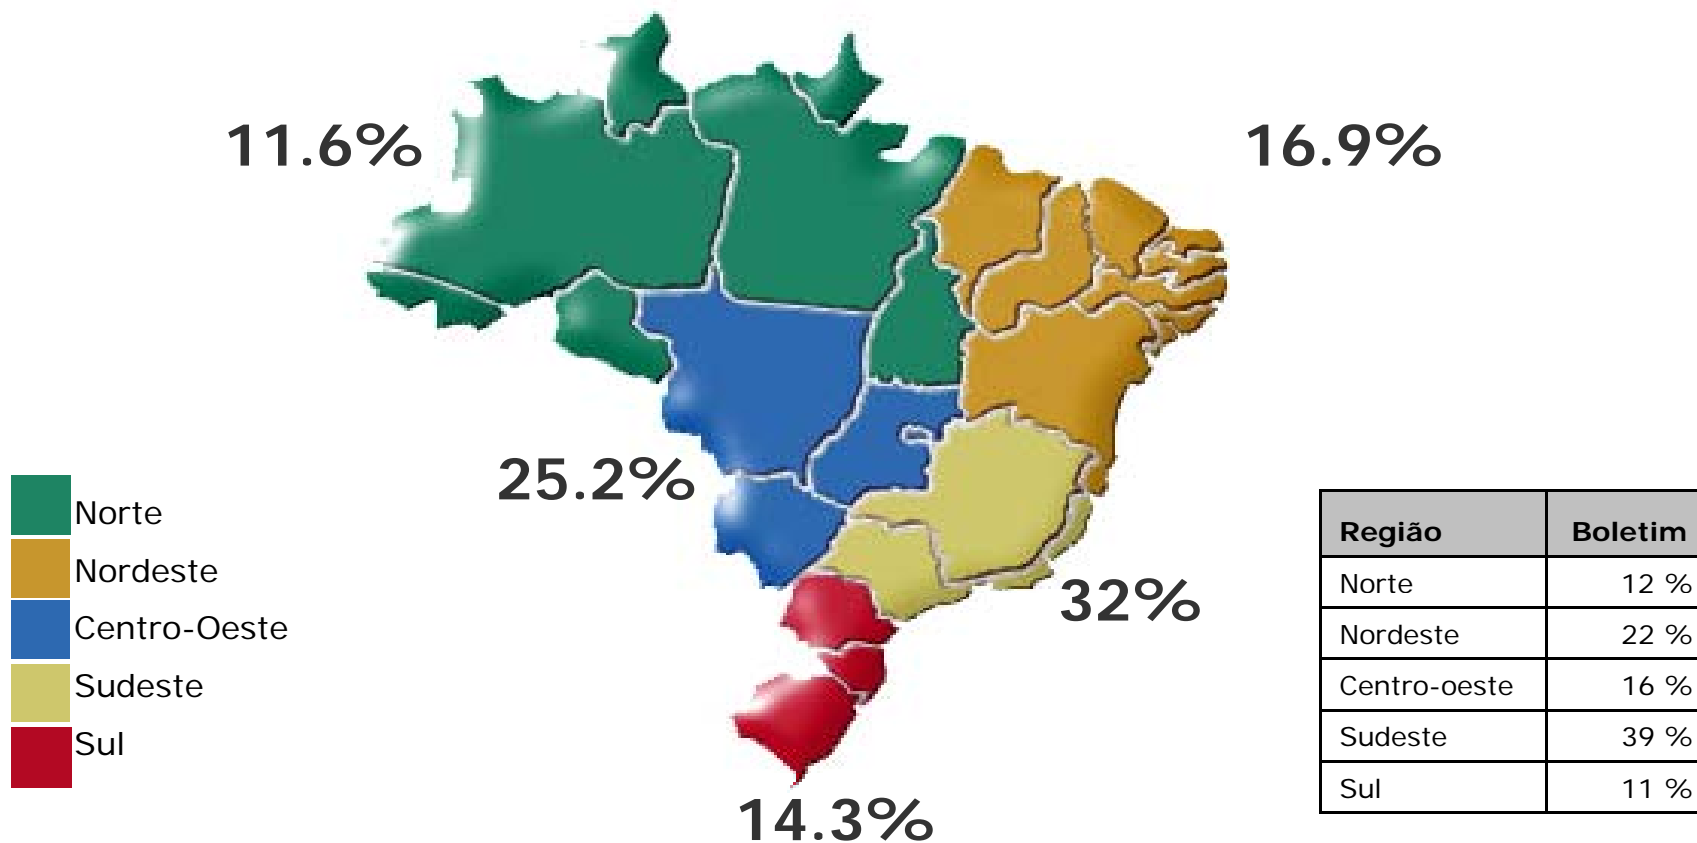 11.6%
16.9%
25.2%
32%
14.3%
Norte
Nordeste
Centro-Oeste
Sudeste
Sul
Região Boletim
Norte 12 %
Nordeste 22 %
Centro-oeste 16 %
Sudeste 39 %
Sul 11 %